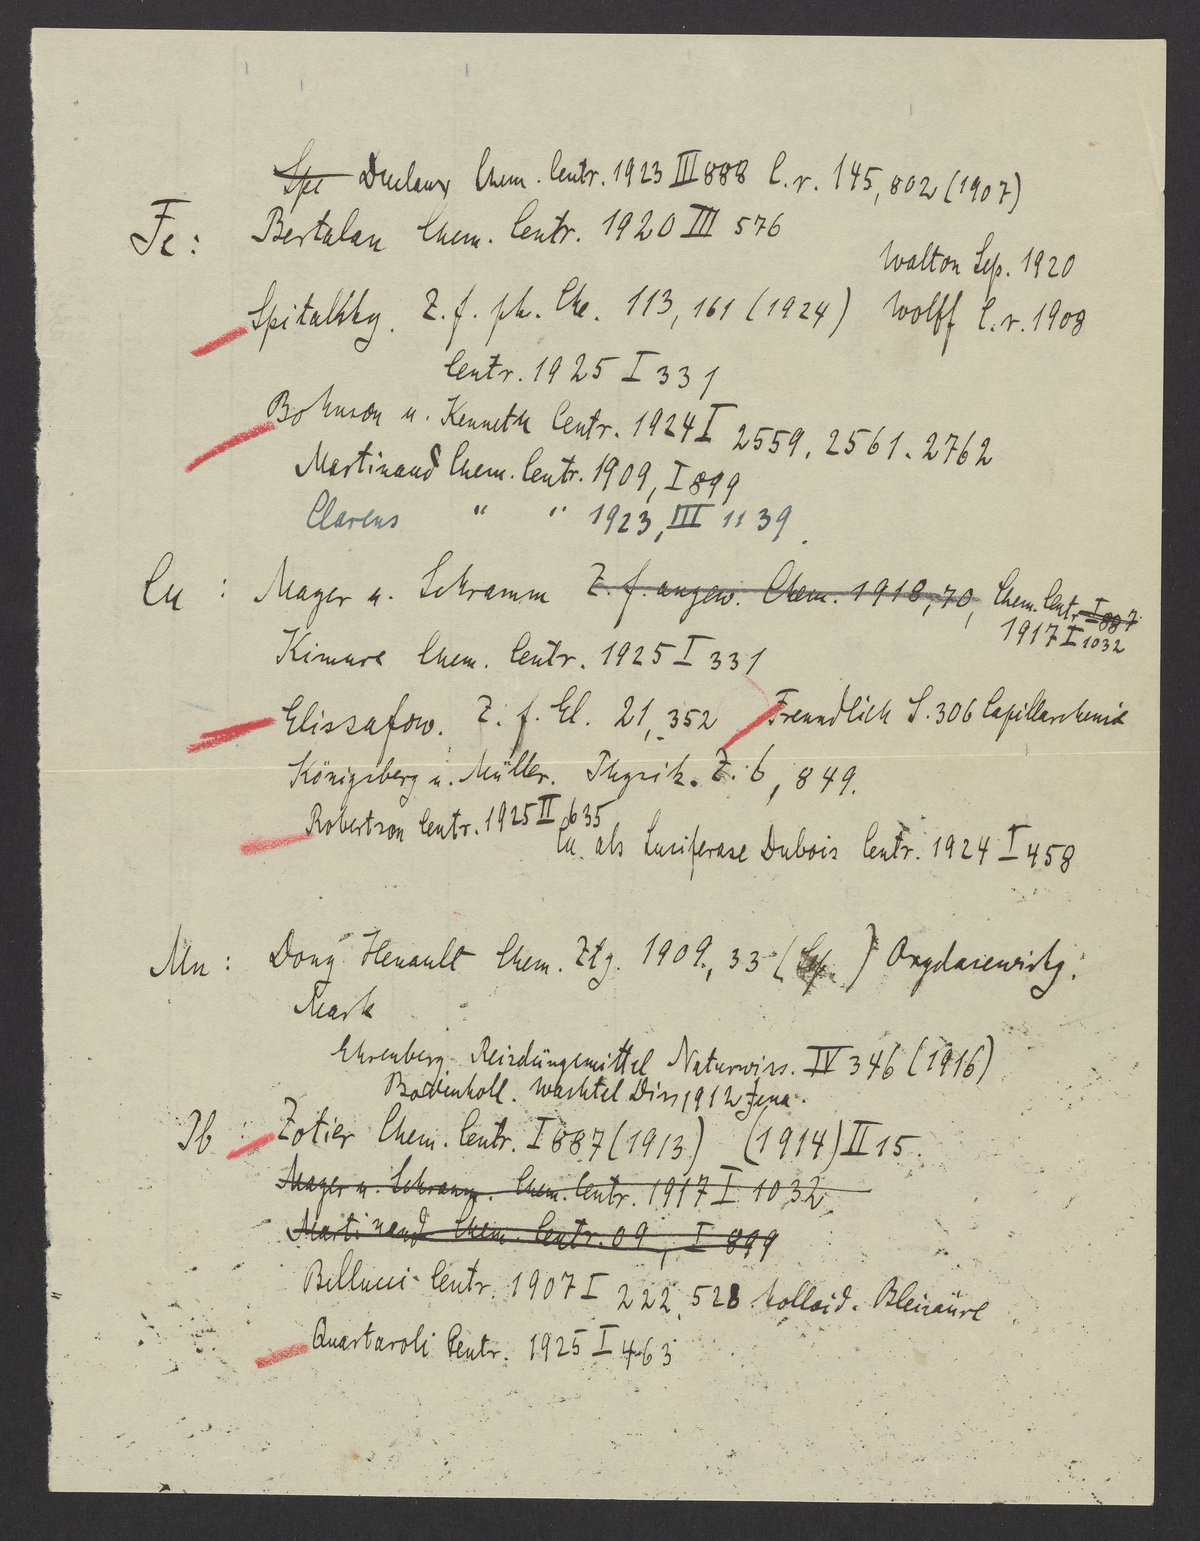 Spi Duclaux Chem. Centr. 1923 III 888 C. r. 145, 802 (1907)
Fe: Bertalan Chem. Centr. 1920 III 576
Walton Sep. 1920
Spitalsky. Z. f. ph. Che. 113, 161 (1924) Wolff C. r. 1908
Centr. 1925 I 331
Bohnson u. Kenneth Centr. 1924 I 2559. 2561. 2762
Martinand Chem. Centr. 1909, I 899
Clarens " " 1923, III 1139.
Cu: Mayer u. Schramm Z. f. angew. Chem. 1918, 70, Chem. Centr. I 887
1917 I 1032
Kimura Chem. Centr. 1925 I 331
Elissafow. Z. f. El. 21, 352 Freundlich S. 306 Capillarchemie
Königsberg u. Müller. Physik. Z. 6, 849.
Robertson Centr. 1925 II 635
Cu als Luciferase Dubois Centr. 1924 I 458
Mn: Dony Henault Chem. Ztg. 1909, 33 ( ) Oxydasewirkg.
Mark
Ehrenberg Reizdüngemittel Naturwiss. IV 346 (1916)
Wachtel Diss 1912 Jena.
Pb: Zotier Chem. Centr. I 887 (1913) (1914) II 15.
Mayer u. Schramm. Chem. Centr. 1917 I 1032
Martinand Chem. Centr. 09, I 899
Bellucci Centr. 1907 I 222, 528 kolloid. Bleisäure
Quartaroli Centr. 1925 I 463